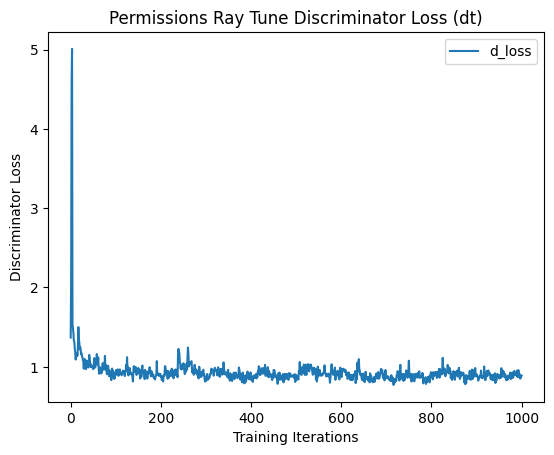 Permissions Ray Tune Discriminator Loss (dt)
d_loss
Discriminator Loss
5
4
3
2
1
0
200
400
600
800
1000
Training Iterations